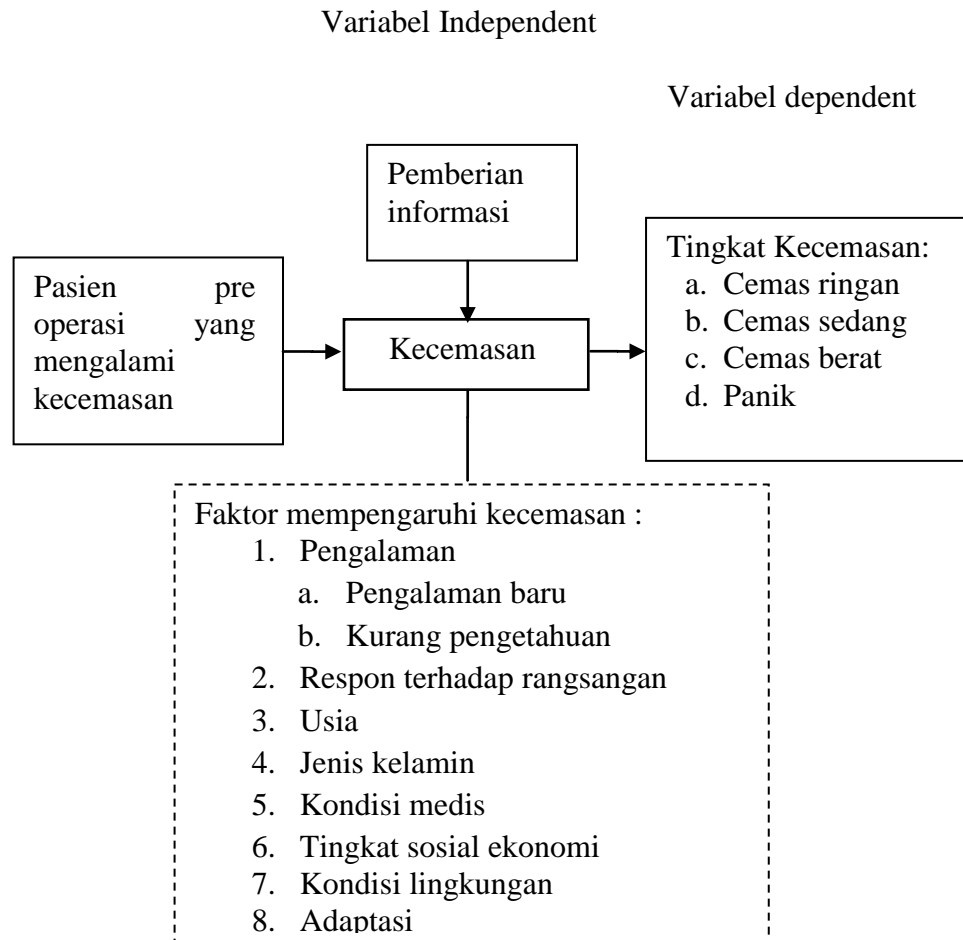 Variabel Independent
Variabel dependent
Pemberian
informasi
Pasien pre
operasi yang
mengalami
kecemasan
Kecemasan
Tingkat Kecemasan:
a. Cemas ringan
b. Cemas sedang
c. Cemas berat
d. Panik
Faktor mempengaruhi kecemasan :
1. Pengalaman
a. Pengalaman baru
b. Kurang pengetahuan
2. Respon terhadap rangsangan
3. Usia
4. Jenis kelamin
5. Kondisi medis
6. Tingkat sosial ekonomi
7. Kondisi lingkungan
8. Adaptasi